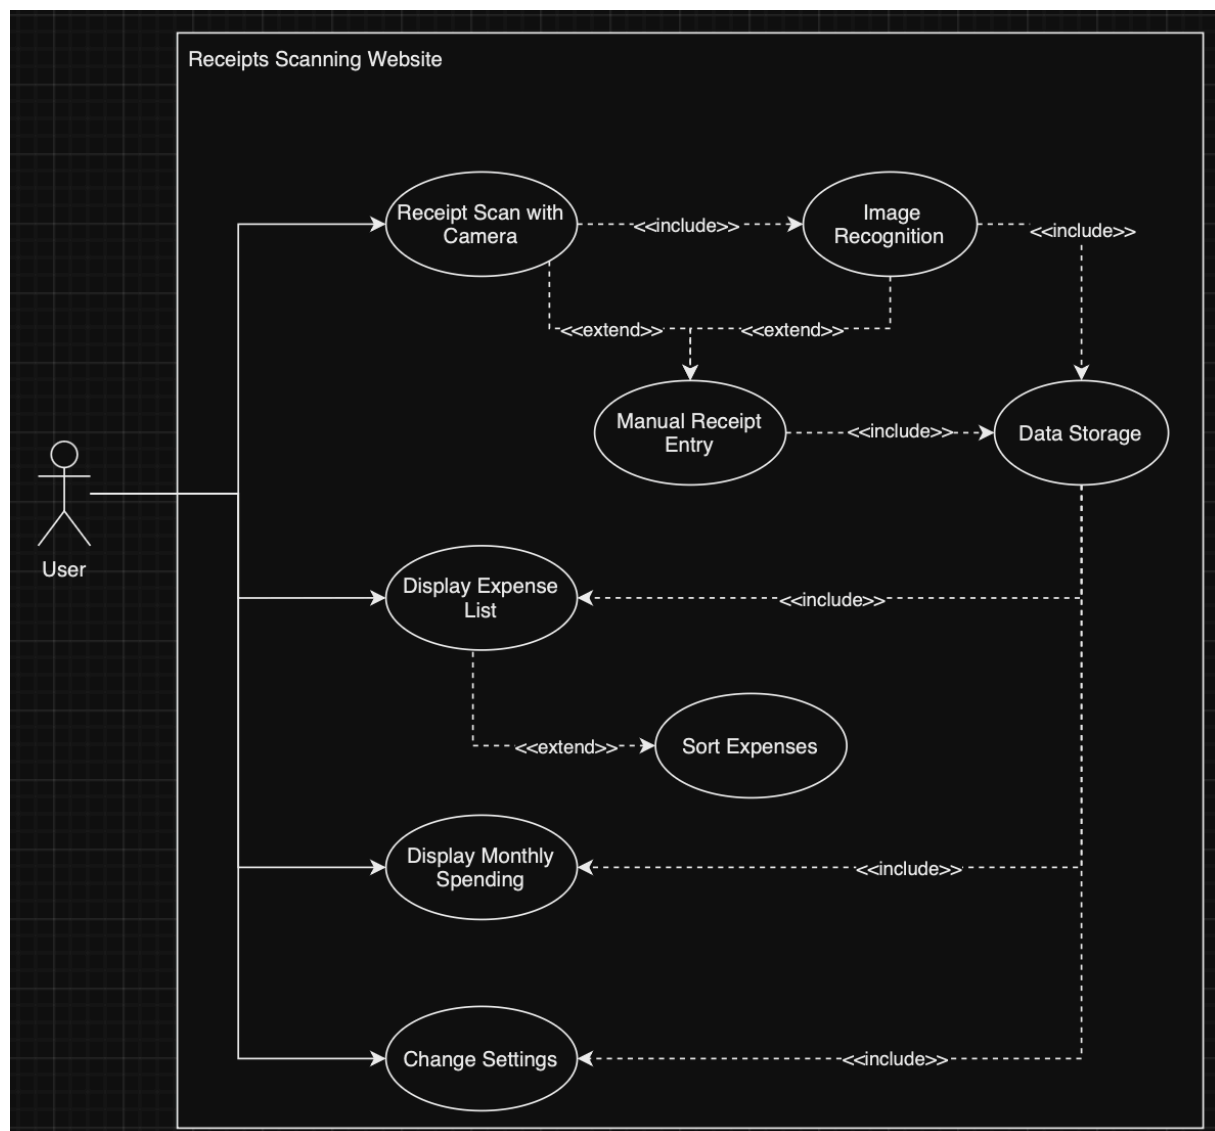 Receipts Scanning Website
Receipt Scan with
Camera
<<include>>
Image
Recognition
<<include>>
<<extend>>
<<extend>>
Manual Receipt
Entry
<<include>>
Data Storage
User
Display Expense
List
<<include>>
<<extend>>
Sort Expenses
Display Monthly
Spending
<<include>>
Change Settings
<<include>>